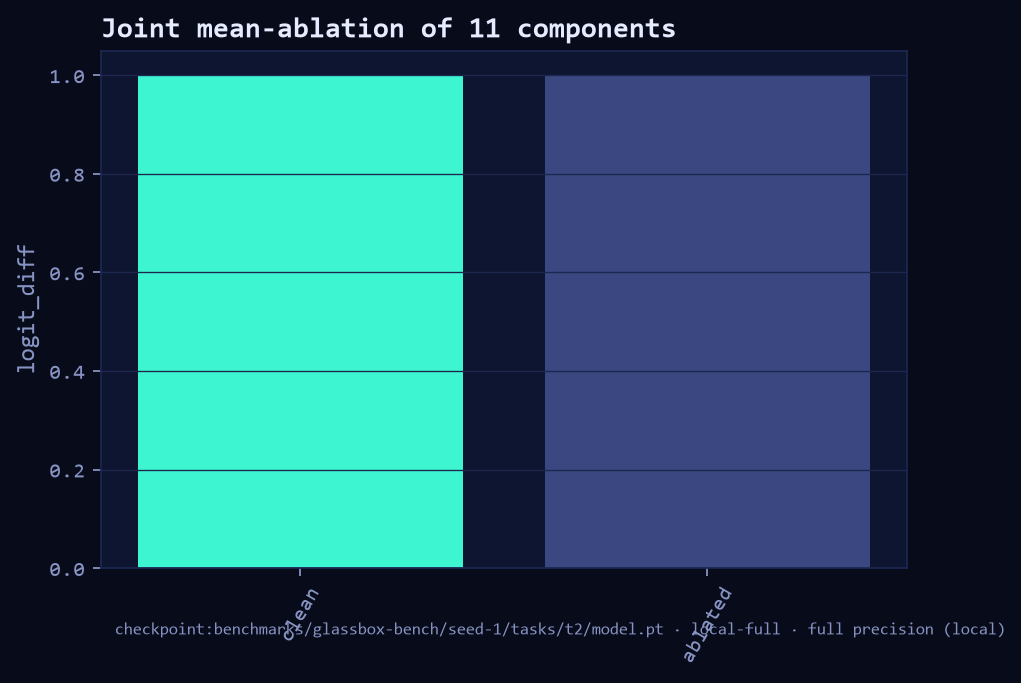 Joint mean-ablation of 11 components
1.0
0.8
0.6
0.4
0.2
0.0
logit_diff
clean
ablated
checkpoint:benchmarks/glassbox-bench/seed-1/tasks/t2/model.pt · local-full · full precision (local)